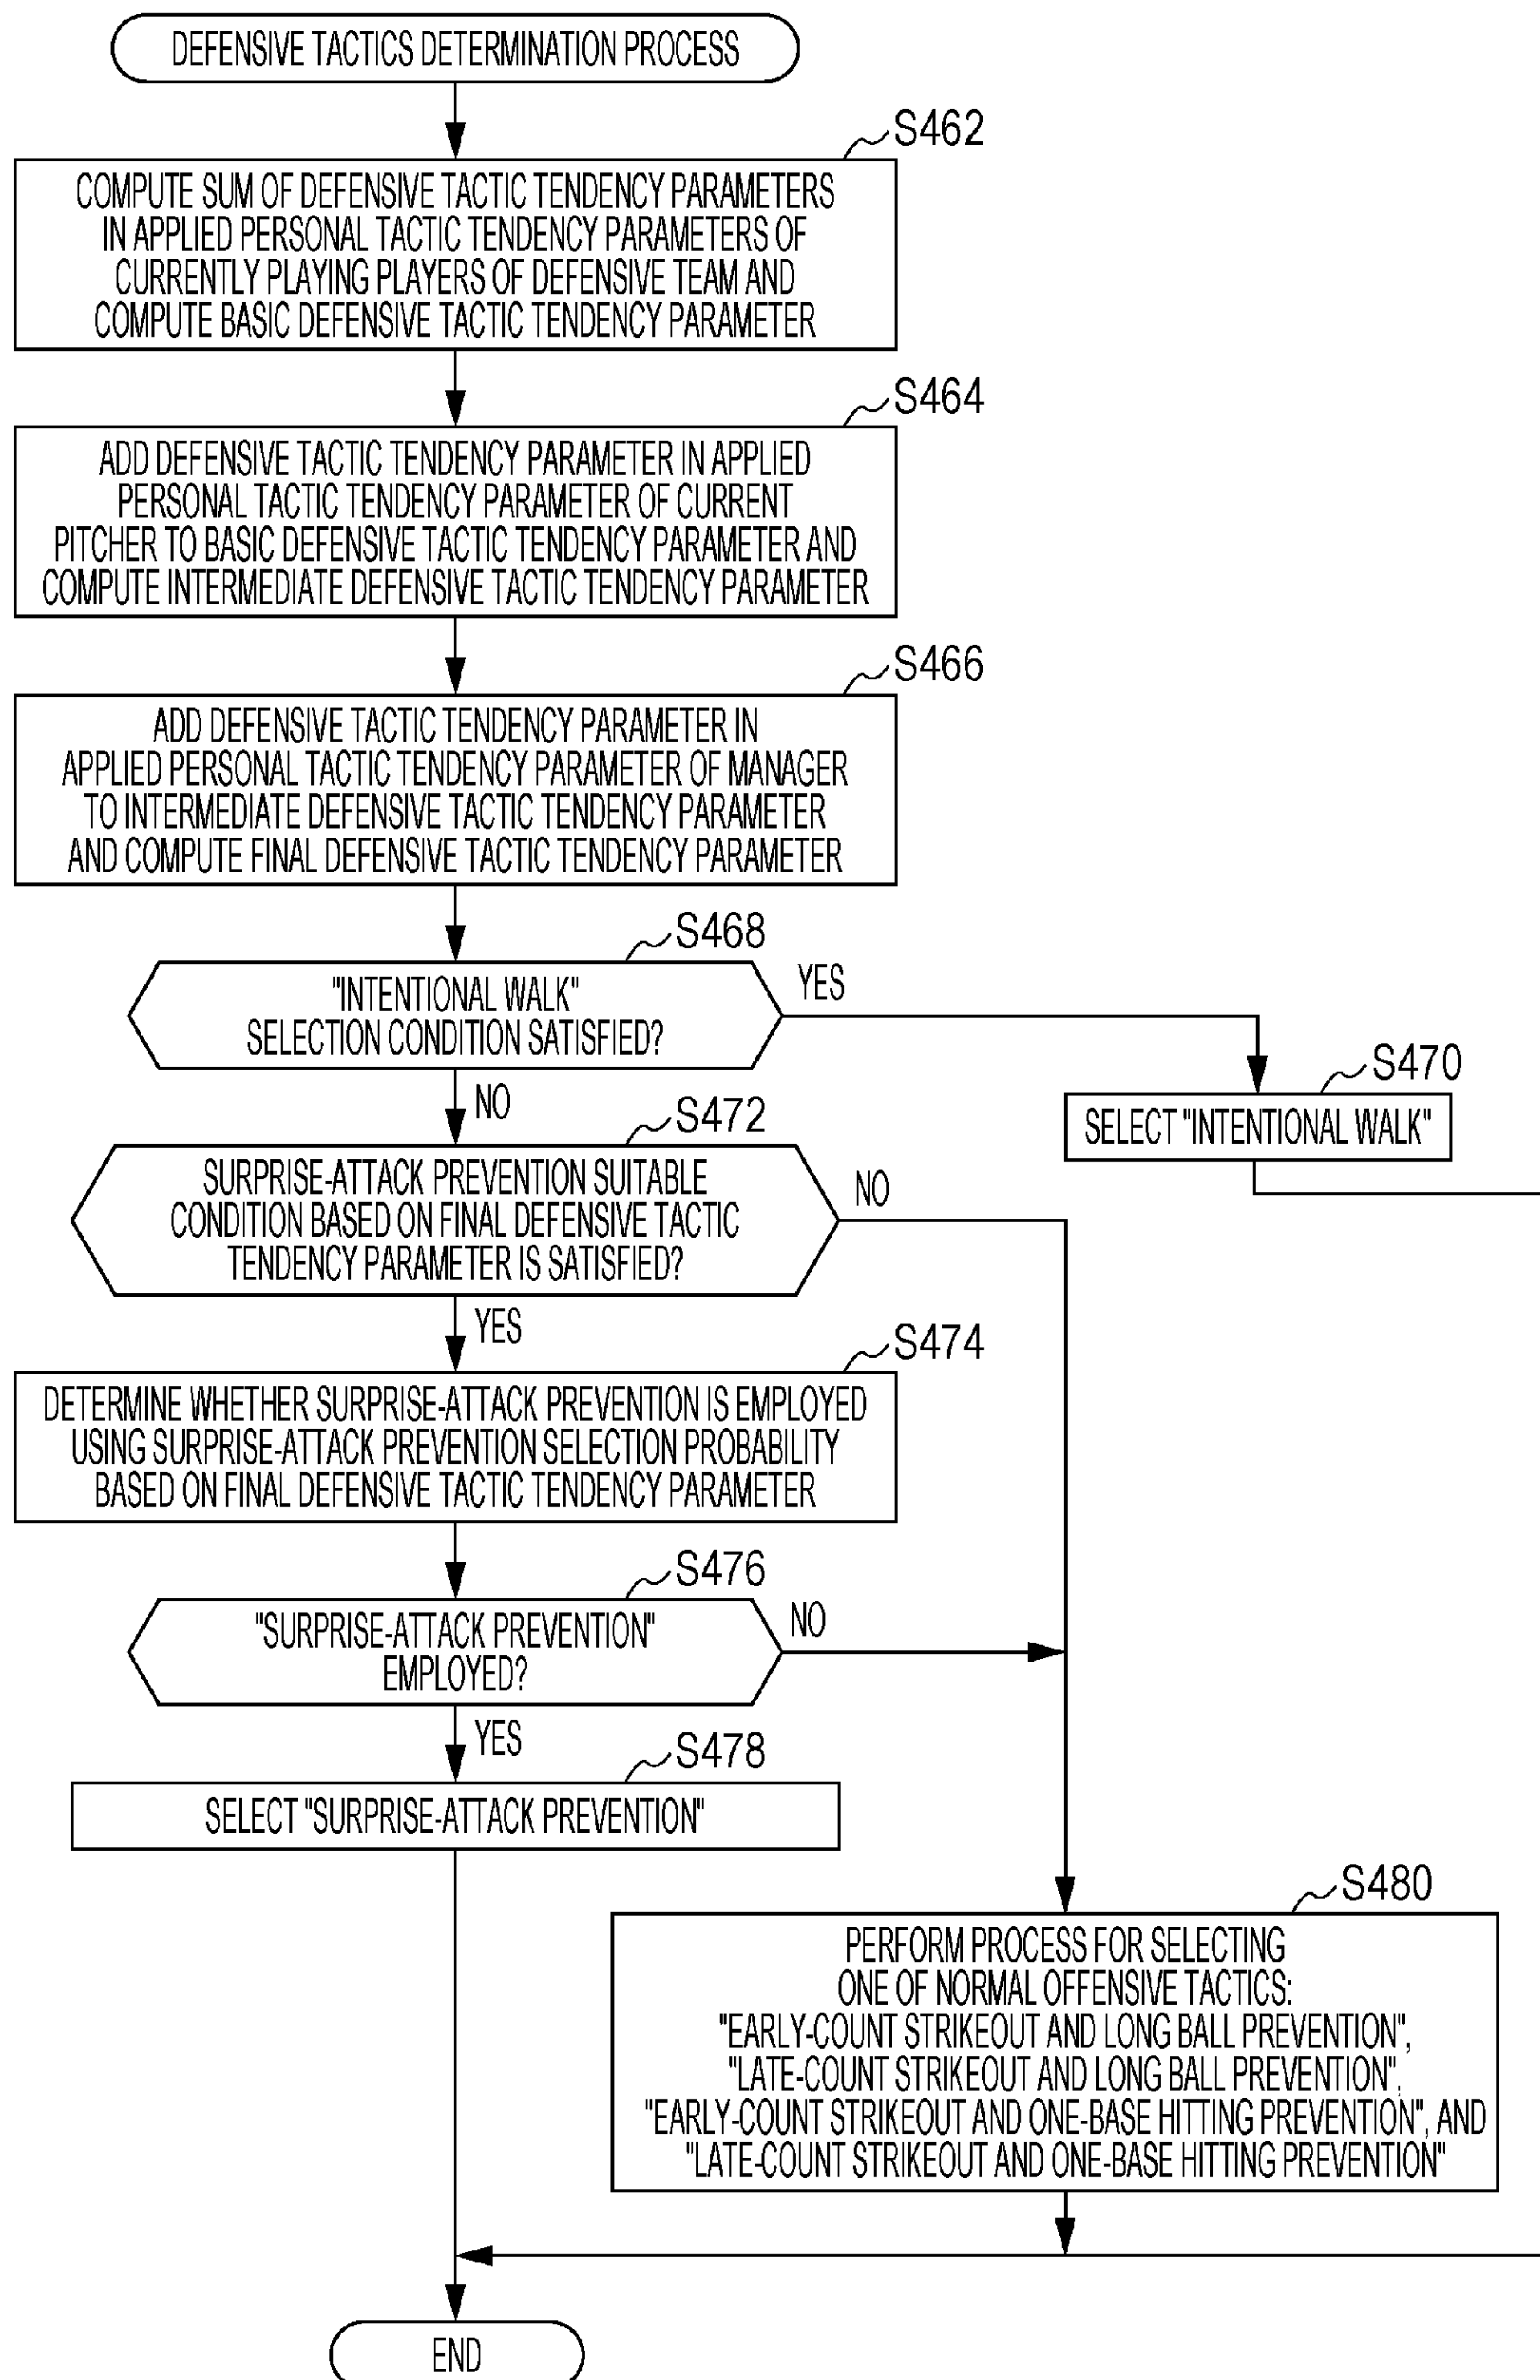 DEFENSIVE TACTICS DETERMINATION PROCESS
S462
COMPUTE SUM OF DEFENSIVE TACTIC TENDENCY PARAMETERS
IN APPLIED PERSONAL TACTIC TENDENCY PARAMETERS OF
CURRENTLY PLAYING PLAYERS OF DEFENSIVE TEAM AND
COMPUTE BASIC DEFENSIVE TACTIC TENDENCY PARAMETER
S464
ADD DEFENSIVE TACTIC TENDENCY PARAMETER IN APPLIED
PERSONAL TACTIC TENDENCY PARAMETER OF CURRENT
PITCHER TO BASIC DEFENSIVE TACTIC TENDENCY PARAMETER AND
COMPUTE INTERMEDIATE DEFENSIVE TACTIC TENDENCY PARAMETER
S466
ADD DEFENSIVE TACTIC TENDENCY PARAMETER IN
APPLIED PERSONAL TACTIC TENDENCY PARAMETER OF MANAGER
TO INTERMEDIATE DEFENSIVE TACTIC TENDENCY PARAMETER
AND COMPUTE FINAL DEFENSIVE TACTIC TENDENCY PARAMETER
S468
"INTENTIONAL WALK"
SELECTION CONDITION SATISFIED?
YES
NO
S470
SELECT "INTENTIONAL WALK"
S472
SURPRISE-ATTACK PREVENTION SUITABLE
CONDITION BASED ON FINAL DEFENSIVE TACTIC
TENDENCY PARAMETER IS SATISFIED?
NO
YES
S474
DETERMINE WHETHER SURPRISE-ATTACK PREVENTION IS EMPLOYED
USING SURPRISE-ATTACK PREVENTION SELECTION PROBABILITY
BASED ON FINAL DEFENSIVE TACTIC TENDENCY PARAMETER
S476
"SURPRISE-ATTACK PREVENTION"
EMPLOYED?
NO
YES
S478
SELECT "SURPRISE-ATTACK PREVENTION"
S480
PERFORM PROCESS FOR SELECTING
ONE OF NORMAL OFFENSIVE TACTICS:
"EARLY-COUNT STRIKEOUT AND LONG BALL PREVENTION",
"LATE-COUNT STRIKEOUT AND LONG BALL PREVENTION",
"EARLY-COUNT STRIKEOUT AND ONE-BASE HITTING PREVENTION", AND
"LATE-COUNT STRIKEOUT AND ONE-BASE HITTING PREVENTION"
END